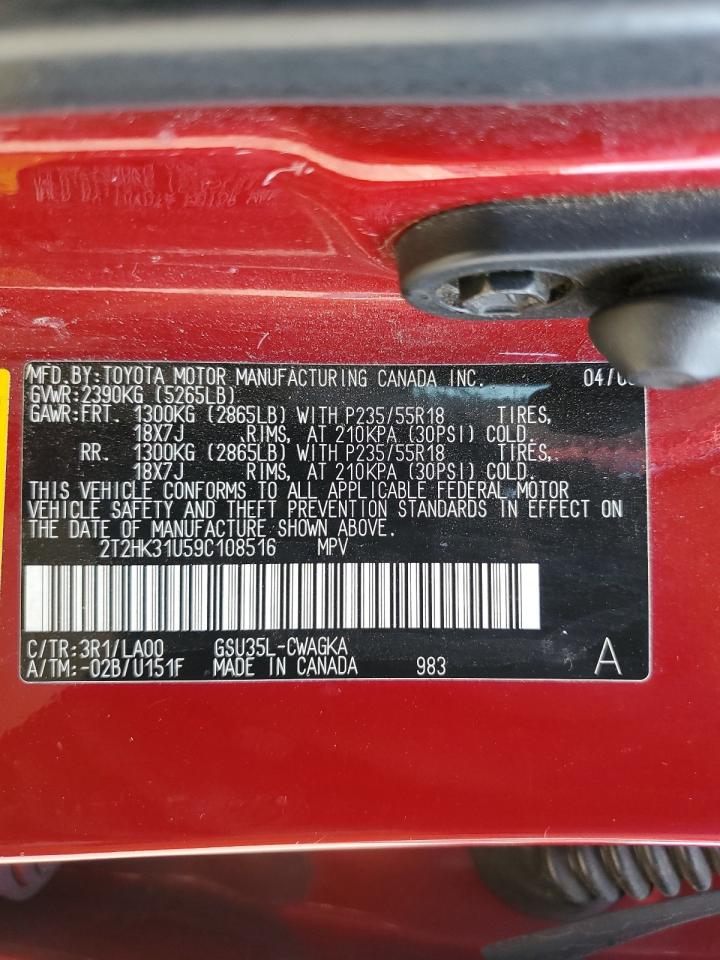 MFD.BY:TOYOTA MOTOR MANUFACTURING CANADA INC. 04/0
GVWR:2390KG (5265LB)
GAWR:FRT. 1300KG (2865LB) WITH P235/55R18 TIRES,
18X7J .RIMS, AT 210KPA (30PSI) COLD.
RR. 1300KG (2865LB) WITH P235/55R18 TIRES,
18X7J RIMS, AT 210KPA (30PSI) COLD.
THIS VEHICLE CONFORMS TO ALL APPLICABLE FEDERAL MOTOR
VEHICLE SAFETY AND THEFT PREVENTION STANDARDS IN EFFECT ON
THE DATE OF MANUFACTURE SHOWN ABOVE.
2T2HK31U59C108516 MPV
C/TR:3R1/LA00 GSU35L-CWAGKA
A/TM:-02B/U151F MADE IN CANADA 983 A